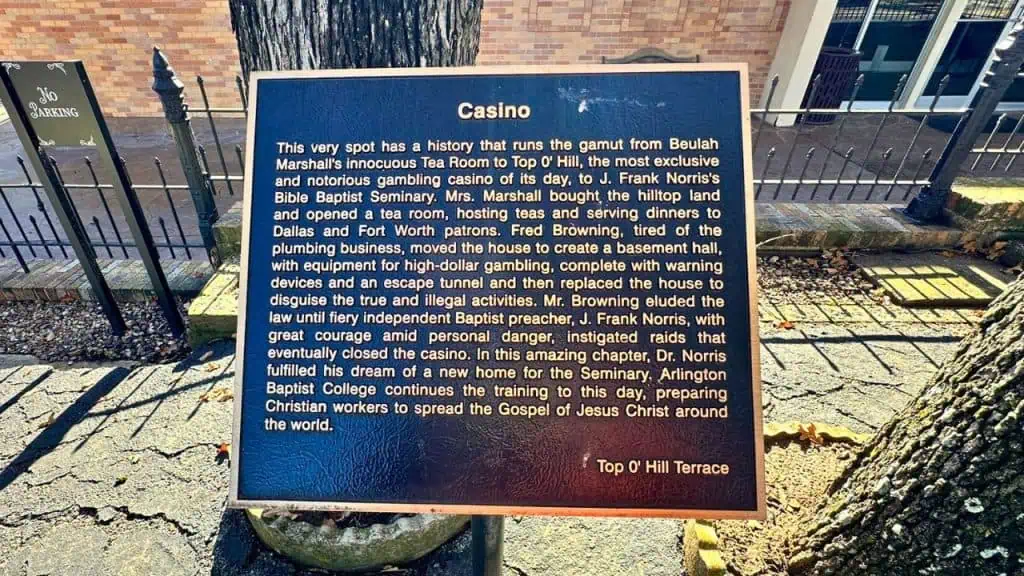 No
Parking
Casino
This very spot has a history that runs the gamut from Beulah
Marshall's innocuous Tea Room to Top O' Hill, the most exclusive
and notorious gambling casino of its day, to J. Frank Norris's
Bible Baptist Seminary. Mrs. Marshall bought the hilltop land
and opened a tea room, hosting teas and serving dinners to
Dallas and Fort Worth patrons. Fred Browning, tired of the
plumbing business, moved the house to create a basement hall,
with equipment for high-dollar gambling, complete with warning
devices and an escape tunnel and then replaced the house to
disguise the true and illegal activities. Mr. Browning eluded the
law until fiery independent Baptist preacher, J. Frank Norris, with
great courage amid personal danger, instigated raids that
eventually closed the casino. In this amazing chapter, Dr. Norris
fulfilled his dream of a new home for the Seminary. Arlington
Baptist College continues the training to this day, preparing
Christian workers to spread the Gospel of Jesus Christ around
the world.
Top O' Hill Terrace